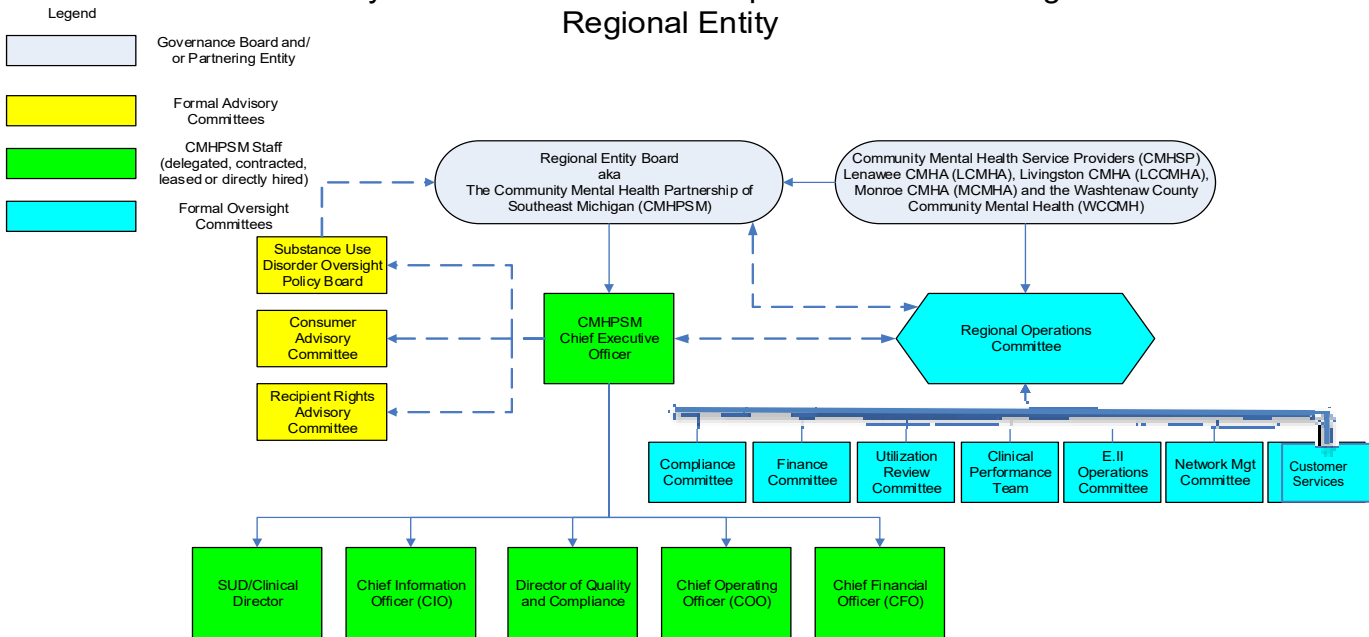 Legend
Regional Entity
Governance Board and/
or Partnering Entity
Formal Advisory
Committees
CMHPSM Staff
(delegated, contracted,
leased or directly hired)
Formal Oversight
Committees
Regional Entity Board
aka
The Community Mental Health Partnership of
Southeast Michigan (CMHPSM)
Community Mental Health Service Providers (CMHSP)
Lenawee CMHA (LCMHA), Livingston CMHA (LCCMHA),
Monroe CMHA (MCMHA) and the Washtenaw County
Community Mental Health (WCCMH)
Substance Use
Disorder Oversight
Policy Board
Consumer
Advisory
Committee
Recipient Rights
Advisory
Committee
CMHPSM
Chief Executive
Officer
Regional Operations
Committee
Compliance
Committee
Finance
Committee
Utilization
Review
Committee
Clinical
Performance
Team
E.II
Operations
Committee
Network Mgt
Committee
Customer
Services
SUD/Clinical
Director
Chief Information
Officer (CIO)
Director of Quality
and Compliance
Chief Operating
Officer (COO)
Chief Financial
Officer (CFO)